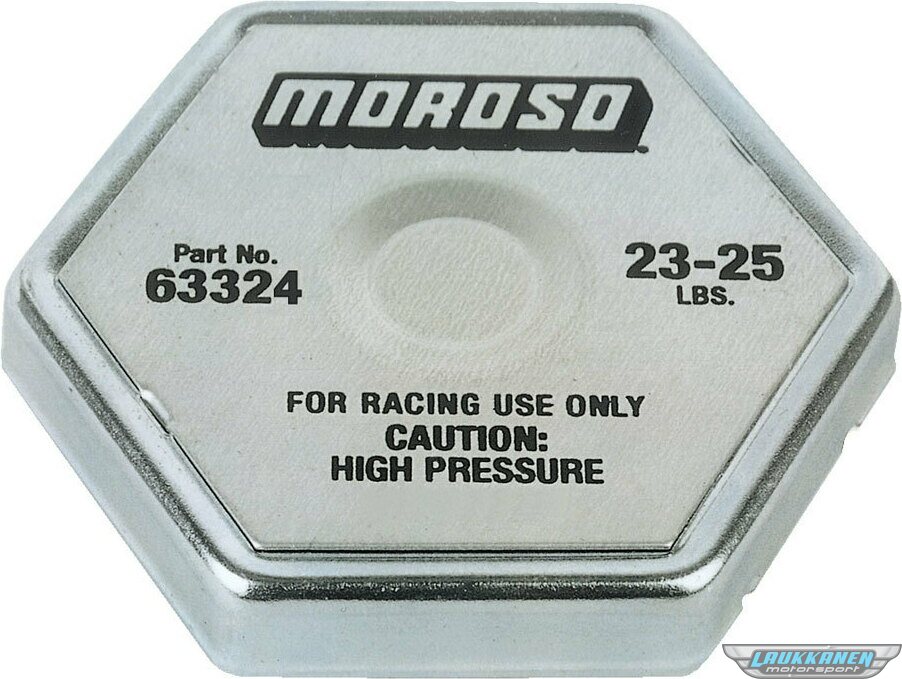 MOROSO
Part No.
63324
23-25
LBS.
FOR RACING USE ONLY
CAUTION:
HIGH PRESSURE
LAUKKANEN
motorsport